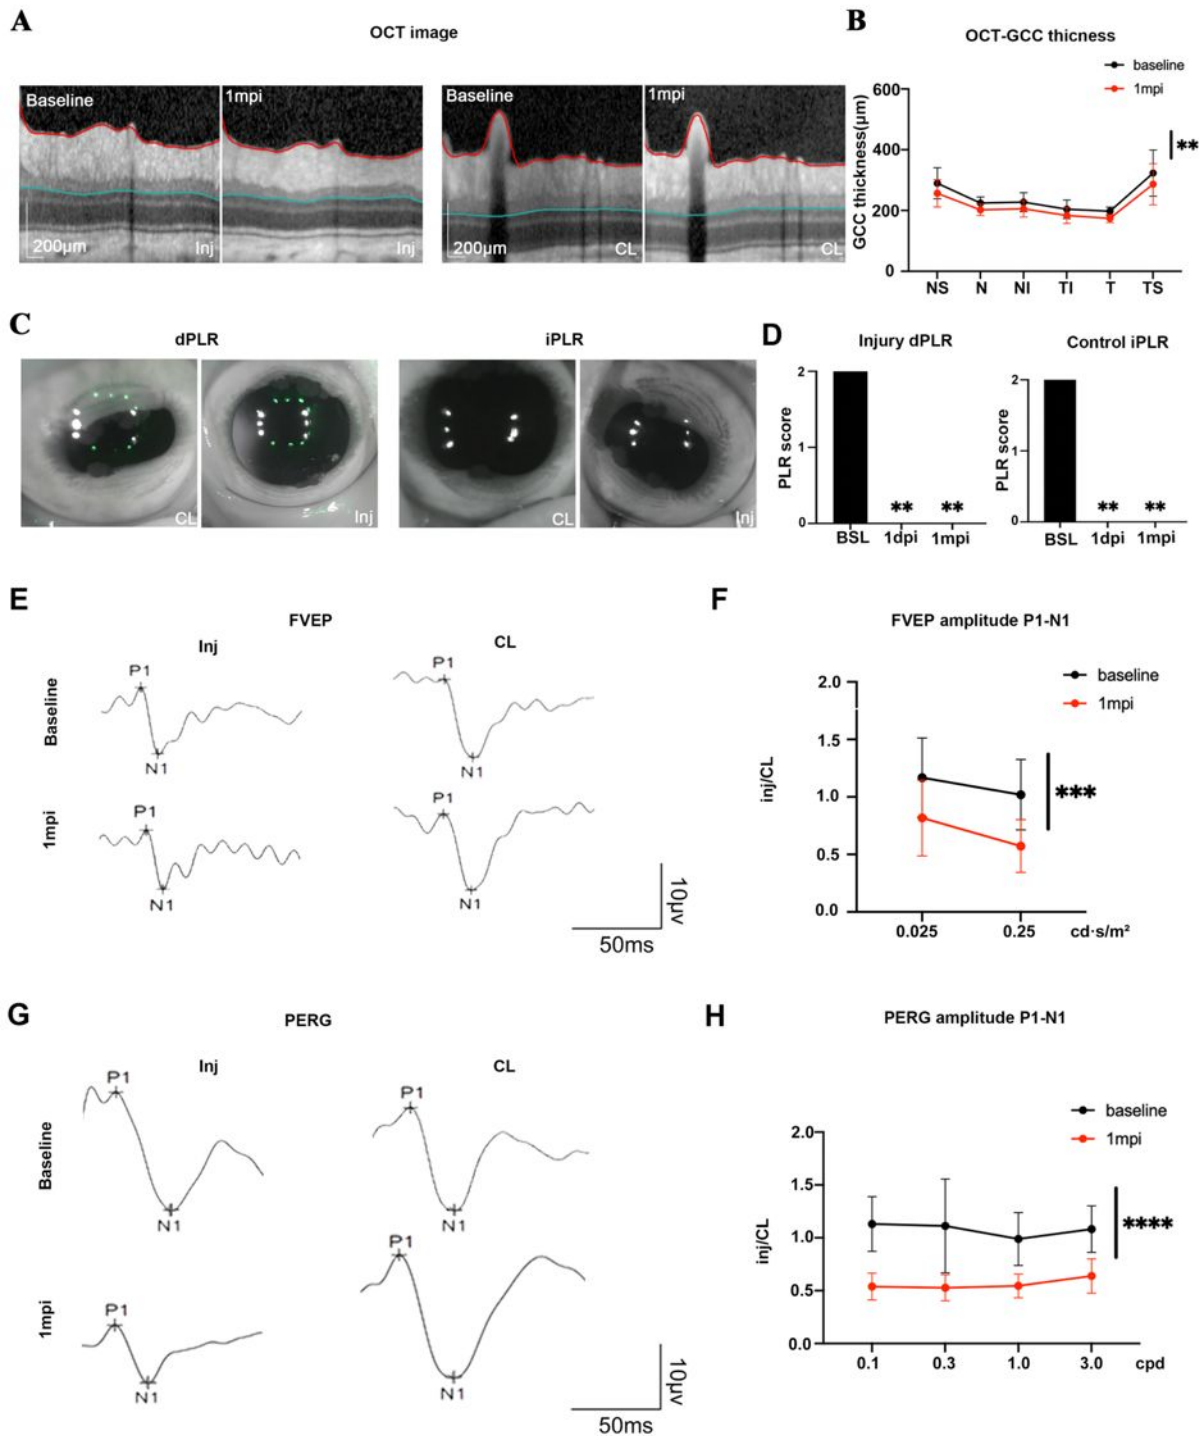 A
OCT image
Baseline
1mpi
200μm
Inj
Inj
Baseline
1mpi
200μm
CL
200μm
CL
B
OCT-GCC thicness
baseline
1mpi
GCC thickness(μm)
600
400
200
0
**
NS N NI TI T TS
C
dPLR
iPLR
CL
Inj
CL
Inj
D
Injury dPLR
PLR score
2
1
0
** **
BSL 1dpi 1mpi
Control iPLR
PLR score
2
1
0
** **
BSL 1dpi 1mpi
E
FVEP
Inj
CL
Baseline
P1
N1
P1
N1
1mpi
P1
N1
P1
N1
10μv
50ms
F
FVEP amplitude P1-N1
baseline
1mpi
inj/CL
2.0
1.5
1.0
0.5
0.0
***
0.025 0.25 cd·s/m²
G
PERG
Inj
CL
Baseline
P1
N1
P1
N1
1mpi
P1
N1
P1
N1
10μv
50ms
H
PERG amplitude P1-N1
baseline
1mpi
inj/CL
2.0
1.5
1.0
0.5
0.0
****
0.1 0.3 1.0 3.0 cpd